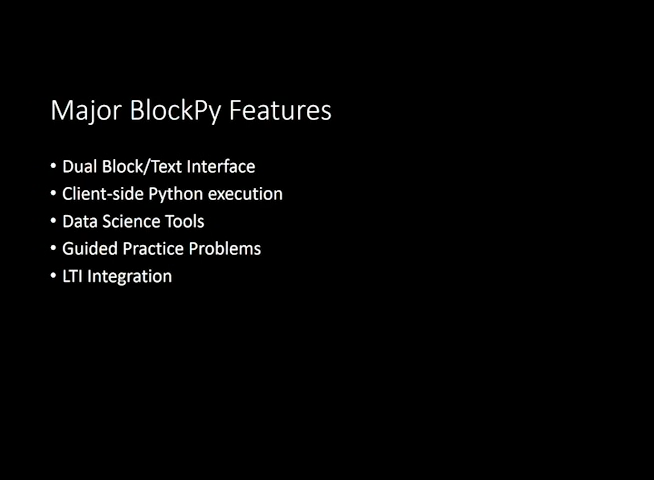 Major BlockPy Features
• Dual Block/Text Interface
• Client-side Python execution
• Data Science Tools
• Guided Practice Problems
• LTI Integration